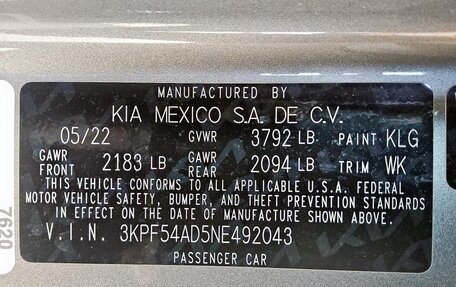 MANUFACTURED BY
KIA MEXICO S.A. DE C.V.
05/22 GVWR 3792 LB PAINT KLG
GAWR FRONT 2183 LB GAWR REAR 2094 LB TRIM WK
THIS VEHICLE CONFORMS TO ALL APPLICABLE U.S.A. FEDERAL
MOTOR VEHICLE SAFETY, BUMPER, AND THEFT PREVENTION STANDARDS
IN EFFECT ON THE DATE OF MANUFACTURE SHOWN ABOVE.
V.I.N. 3KPF54AD5NE492043
PASSENGER CAR
7620